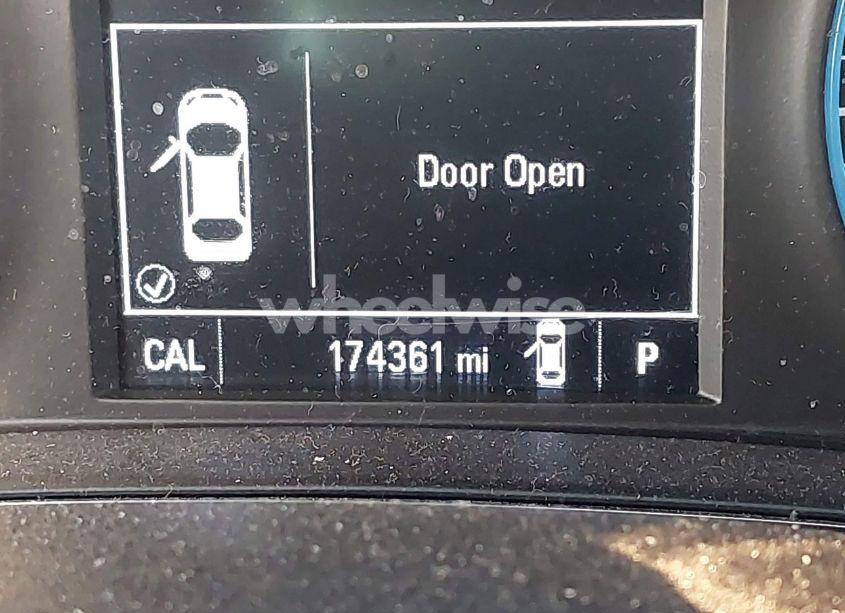 Door Open
wheelwise
CAL 174361 mi P